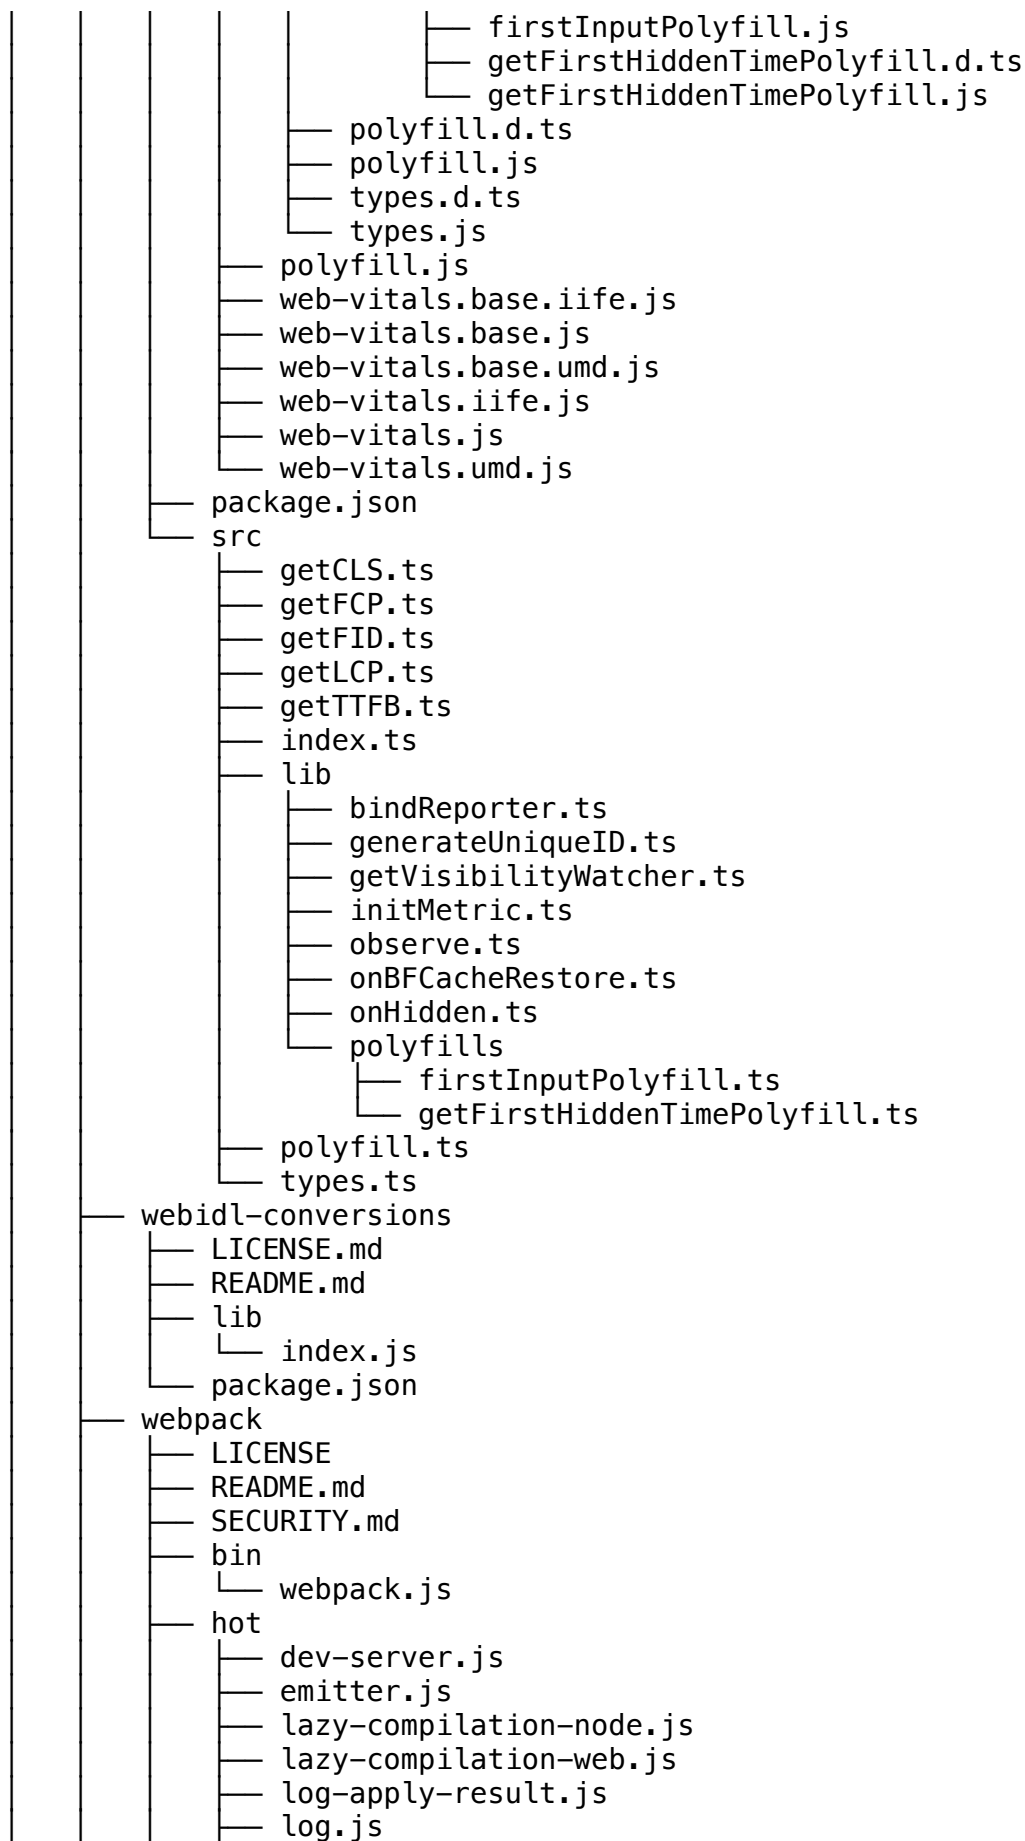 │   │   │   │   │       ├── firstInputPolyfill.js
│   │   │   │   │       ├── getFirstHiddenTimePolyfill.d.ts
│   │   │   │   │       └── getFirstHiddenTimePolyfill.js
│   │   │   │   ├── polyfill.d.ts
│   │   │   │   ├── polyfill.js
│   │   │   │   ├── types.d.ts
│   │   │   │   └── types.js
│   │   │   ├── polyfill.js
│   │   │   ├── web-vitals.base.iife.js
│   │   │   ├── web-vitals.base.js
│   │   │   ├── web-vitals.base.umd.js
│   │   │   ├── web-vitals.iife.js
│   │   │   ├── web-vitals.js
│   │   │   └── web-vitals.umd.js
│   │   ├── package.json
│   │   └── src
│   │       ├── getCLS.ts
│   │       ├── getFCP.ts
│   │       ├── getFID.ts
│   │       ├── getLCP.ts
│   │       ├── getTTFB.ts
│   │       ├── index.ts
│   │       ├── lib
│   │       │   ├── bindReporter.ts
│   │       │   ├── generateUniqueID.ts
│   │       │   ├── getVisibilityWatcher.ts
│   │       │   ├── initMetric.ts
│   │       │   ├── observe.ts
│   │       │   ├── onBFCacheRestore.ts
│   │       │   ├── onHidden.ts
│   │       │   └── polyfills
│   │       │       ├── firstInputPolyfill.ts
│   │       │       └── getFirstHiddenTimePolyfill.ts
│   │       ├── polyfill.ts
│   │       └── types.ts
│   ├── webidl-conversions
│   │   ├── LICENSE.md
│   │   ├── README.md
│   │   ├── lib
│   │   │   └── index.js
│   │   └── package.json
│   ├── webpack
│   │   ├── LICENSE
│   │   ├── README.md
│   │   ├── SECURITY.md
│   │   ├── bin
│   │   │   └── webpack.js
│   │   ├── hot
│   │   │   ├── dev-server.js
│   │   │   ├── emitter.js
│   │   │   ├── lazy-compilation-node.js
│   │   │   ├── lazy-compilation-web.js
│   │   │   ├── log-apply-result.js
│   │   │   ├── log.js